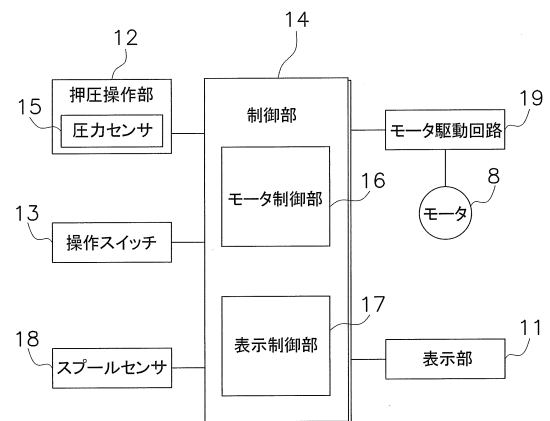 12
14
押圧操作部
15
圧力センサ
制御部
19
モータ駆動回路
モータ制御部
16
8
モータ
13
操作スイッチ
17
表示制御部
18
スプールセンサ
11
表示部